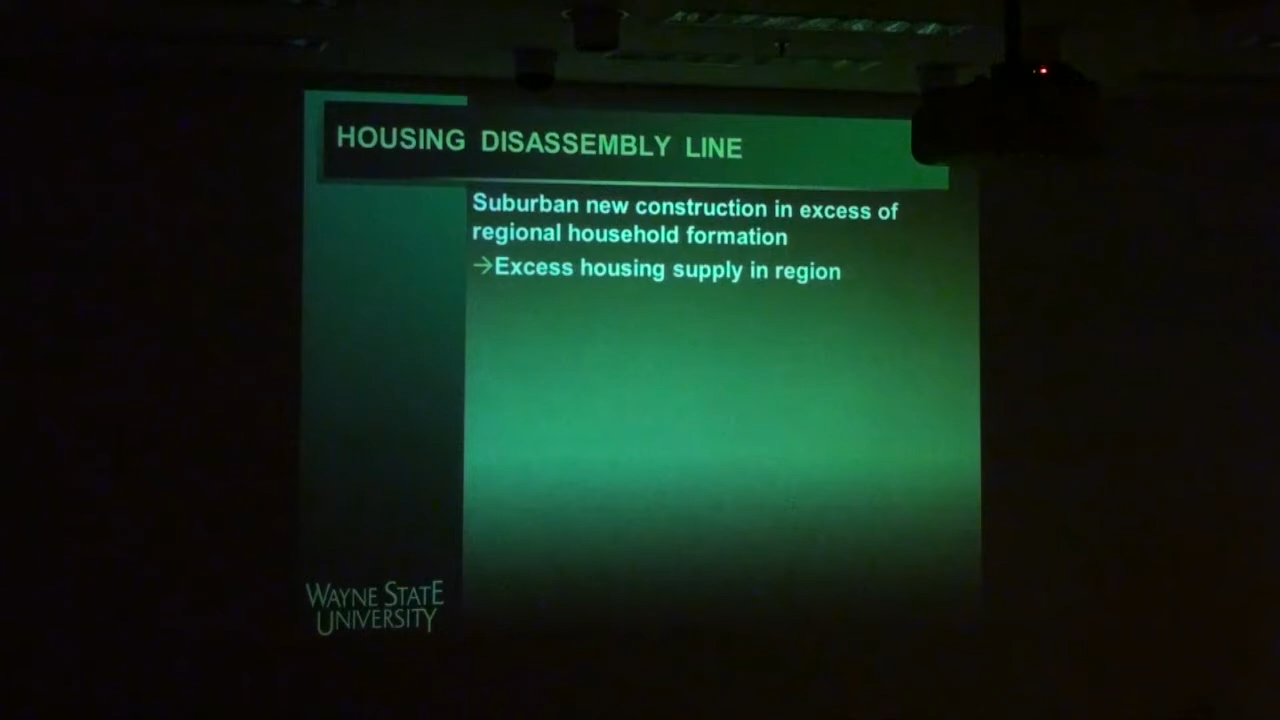 HOUSING DISASSEMBLY LINE
Suburban new construction in excess of
regional household formation
→Excess housing supply in region
WAYNE STATE
UNIVERSITY